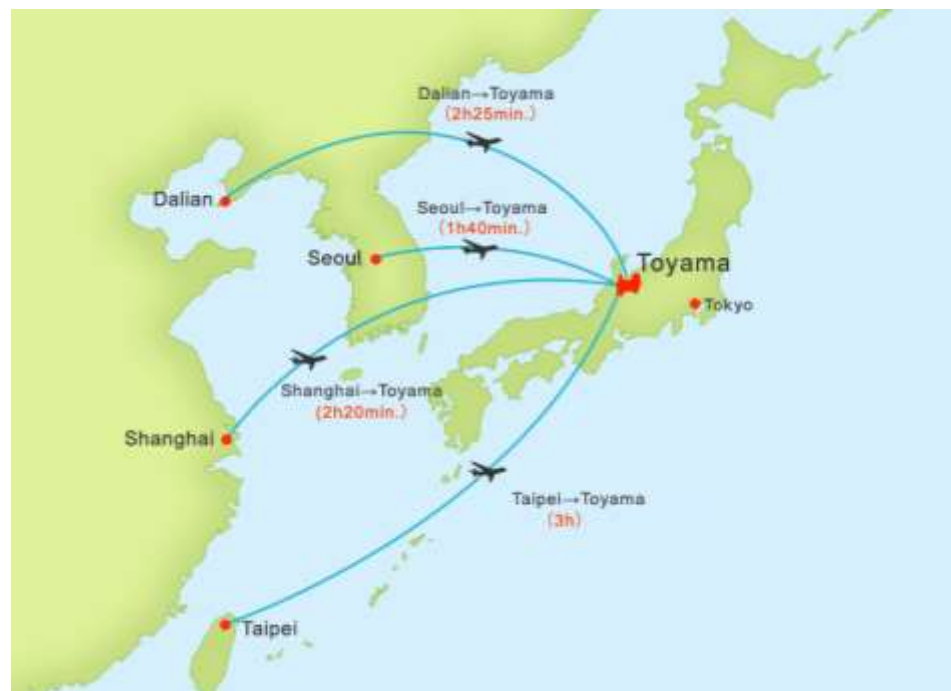 Dalian→Toyama
(2h25min.)
Dalian
Seoul→Toyama
(1h40min.)
Seoul
Toyama
Tokyo
Shanghai→Toyama
(2h20min.)
Shanghai
Taipei→Toyama
(3h)
Taipei